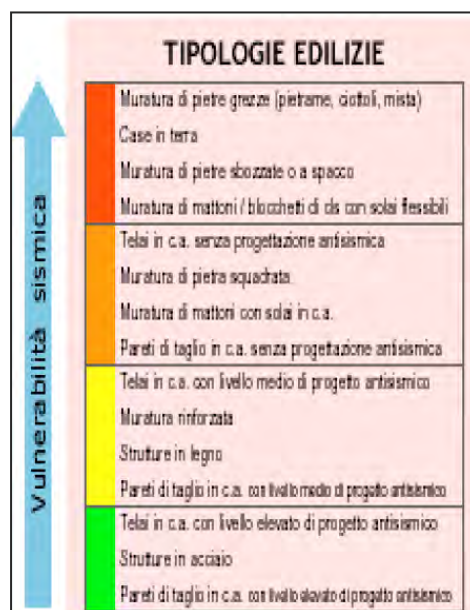 TIPOLOGIE EDILIZIE
Vulnerabilità sismica
Muratura di pietre grezze (pietrame, ciottoli, mista)
Case in terra
Muratura di pietre sbozzate o a spacco
Muratura di mattoni / blocchetti di cls con solai flessibili
Telai in c.a. senza progettazione antisismica
Muratura di pietra squadrata
Muratura di mattoni con solai in c.a.
Pareti di taglio in c.a. senza progettazione antisismica
Telai in c.a. con livello medio di progetto antisismico
Muratura rinforzata
Strutture in legno
Pareti di taglio in c.a. con livello medio di progetto antisismico
Telai in c.a. con livello elevato di progetto antisismico
Strutture in acciaio
Pareti di taglio in c.a. con livello elevato di progetto antisismico